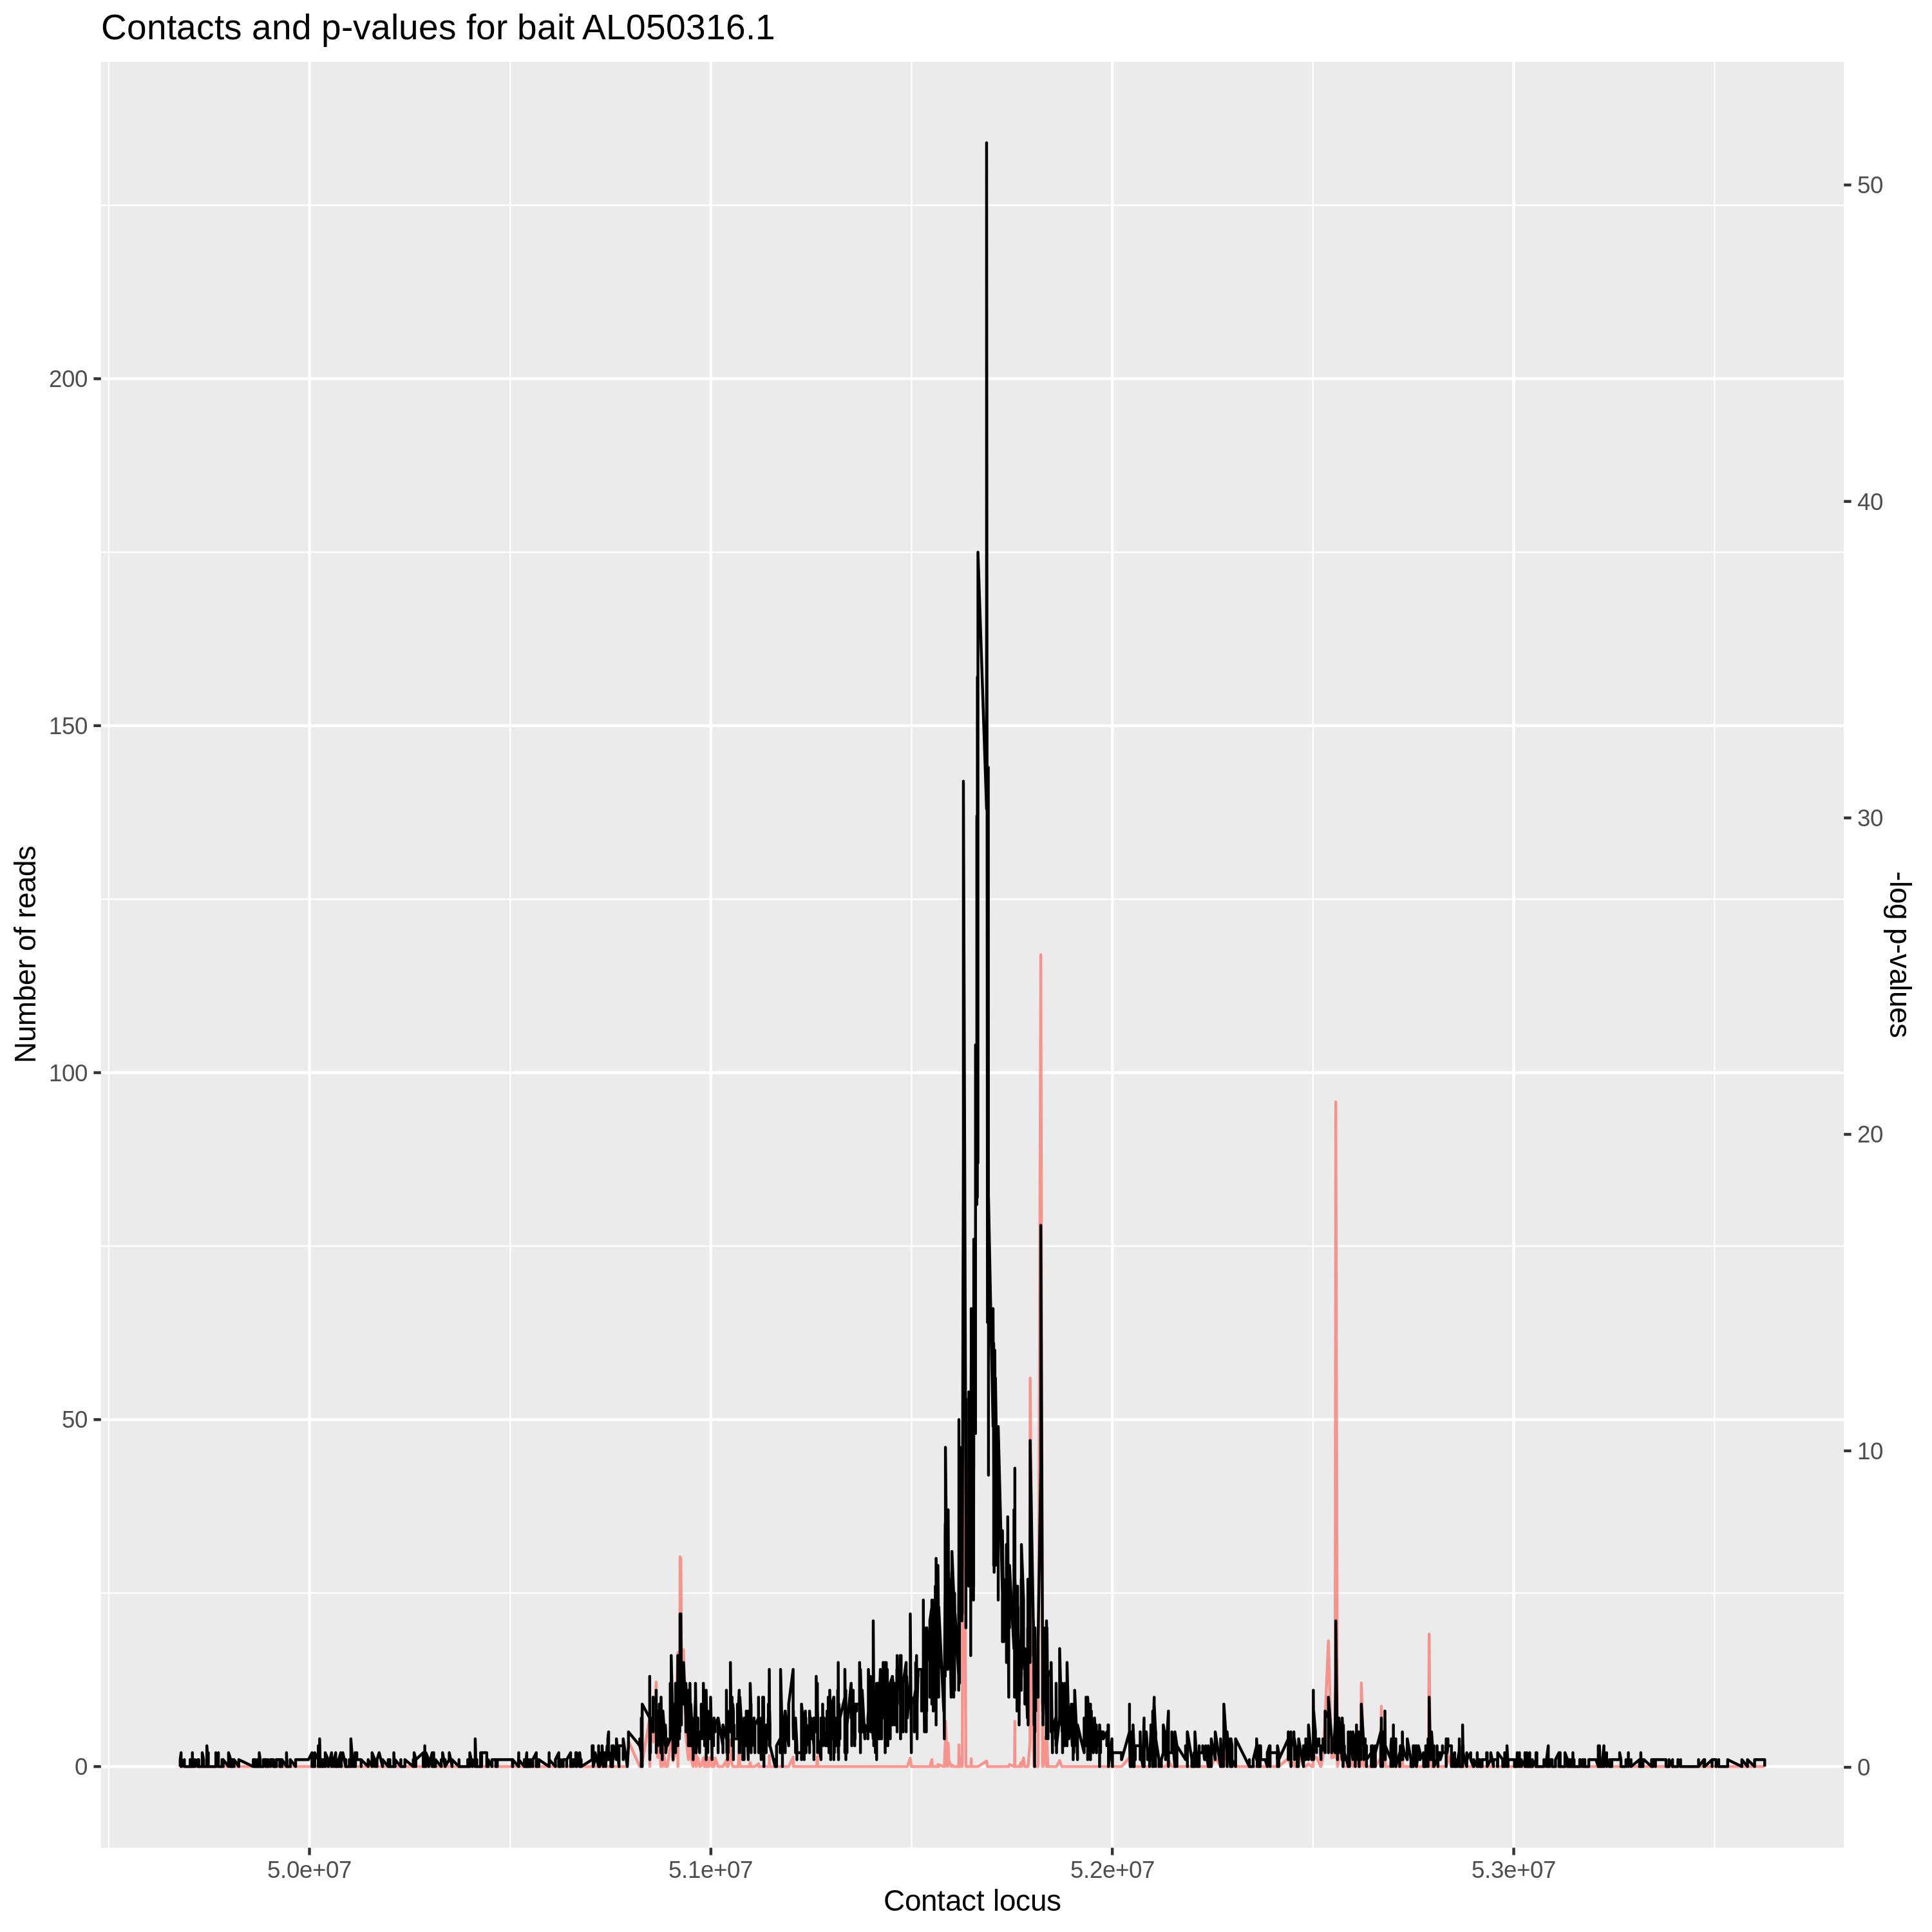 Contacts and p-values for bait AL050316.1
200
150
100
50
0
50
40
30
20
10
0
Number of reads
-log p-values
5.0e+07 5.1e+07 5.2e+07 5.3e+07
Contact locus